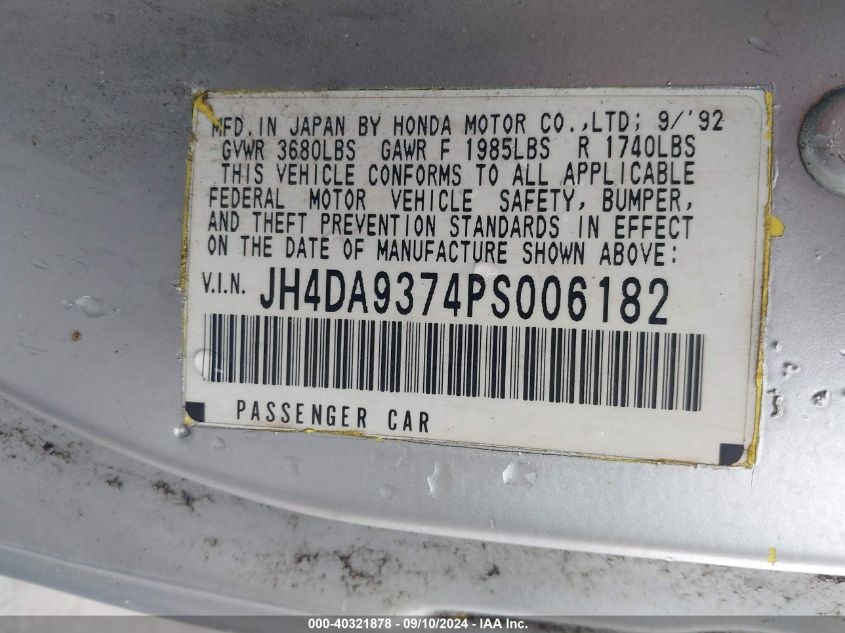 MFD.IN JAPAN BY HONDA MOTOR CO.,LTD; 9/'92
GVWR 3680LBS GAWR F 1985LBS R 1740LBS
THIS VEHICLE CONFORMS TO ALL APPLICABLE
FEDERAL MOTOR VEHICLE SAFETY, BUMPER,
AND THEFT PREVENTION STANDARDS IN EFFECT
ON THE DATE OF MANUFACTURE SHOWN ABOVE:
V.I.N. JH4DA9374PS006182
PASSENGER CAR
000-40321878 - 09/10/2024 - IAA Inc.